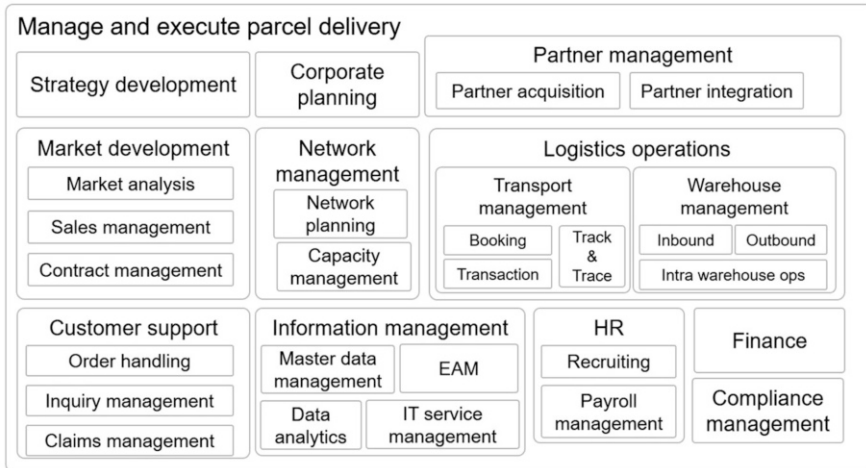 Manage and execute parcel delivery
Strategy development
Corporate
planning
Partner management
Partner acquisition
Partner integration
Market development
Market analysis
Sales management
Contract management
Network
management
Network
planning
Capacity
management
Logistics operations
Transport
management
Booking
Transaction
Track
&
Trace
Warehouse
management
Inbound
Outbound
Intra warehouse ops
Customer support
Order handling
Inquiry management
Claims management
Information management
Master data
management
EAM
Data
analytics
IT service
management
HR
Recruiting
Payroll
management
Finance
Compliance
management